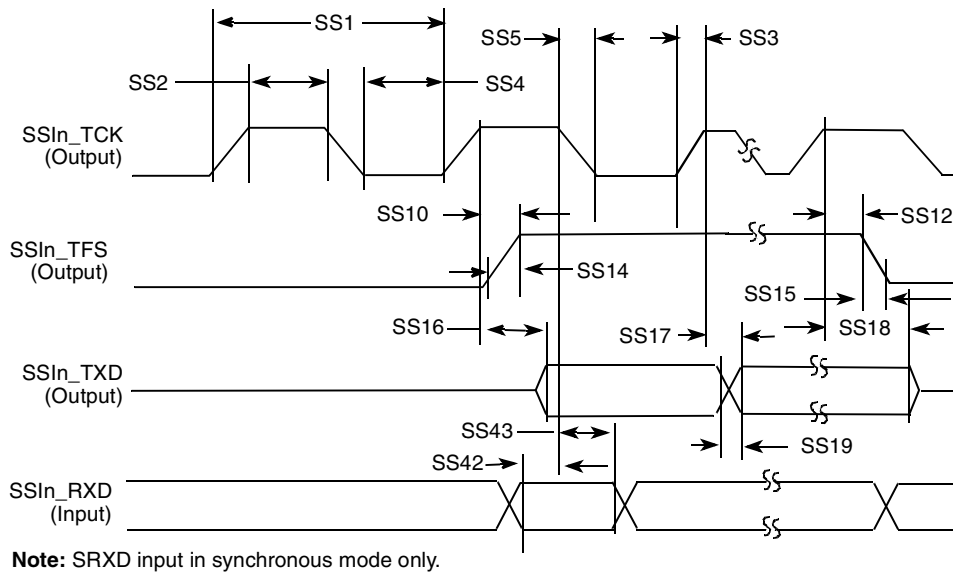 SS1
SS5
SS3
SS2
SS4
SSIn_TCK
(Output)
SS10
SS12
SSIn_TFS
(Output)
SS14
SS15
SS16
SS17
SS18
SSIn_TXD
(Output)
SS43
SS19
SS42
SSIn_RXD
(Input)
Note: SRXD input in synchronous mode only.